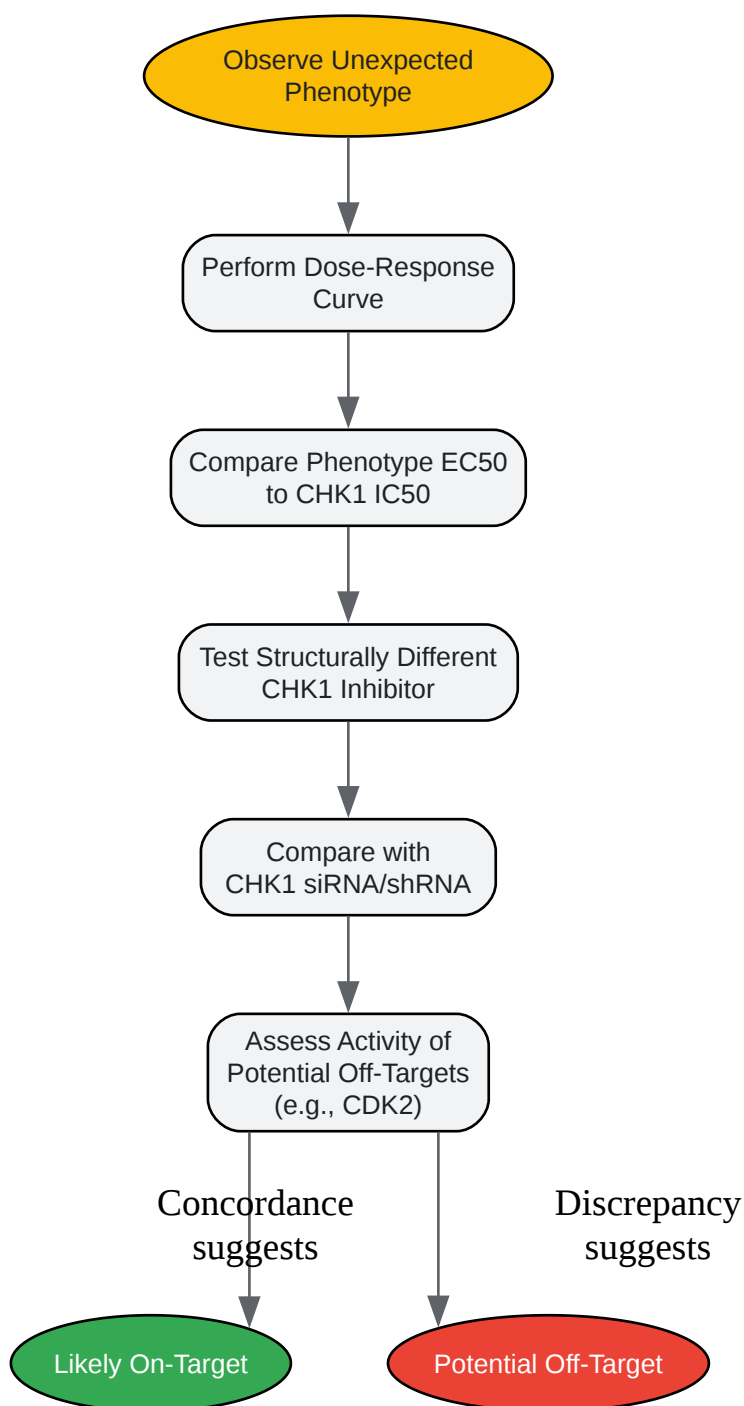 Observe Unexpected
Phenotype
Perform Dose-Response
Curve
Compare Phenotype EC50
to CHK1 IC50
Test Structurally Different
CHK1 Inhibitor
Compare with
CHK1 siRNA/shRNA
Assess Activity of
Potential Off-Targets
(e.g., CDK2)
Concordance
suggests
Discrepancy
suggests
Likely On-Target
Potential Off-Target